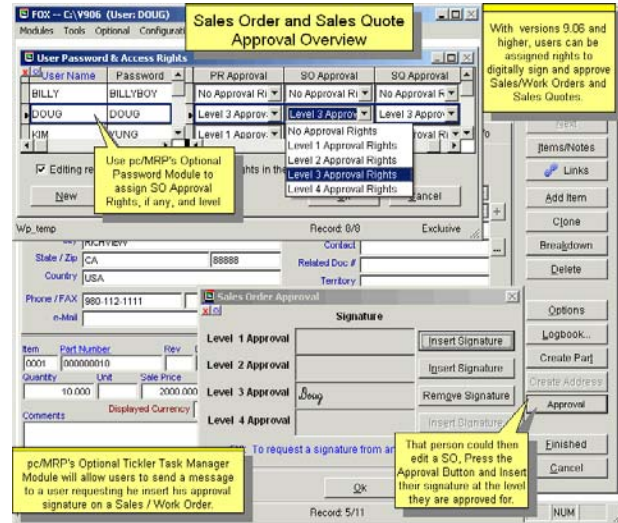 FOX -- C:\V906 (User: DOUG)
Sales Order and Sales Quote
Approval Overview
Modules Tools Optional
With versions 9.06 and
higher, users can be
assigned rights to
digitally sign and approve
Sales/Work Orders and
Sales Quotes.
User Password & Access Rights
User Name Password PR Approval SO Approval SQ Approval
BILLY BILLYBOY No Approval Ri No Approval Ri No Approval Ri
DOUG DOUG Level 3 Approv Level 3 Approv Level 3 Approv
KIM YUNG Level 1 Approv
No Approval Rights
Level 1 Approval Rights
Level 2 Approval Rights
Level 3 Approval Rights
Level 4 Approval Rights
Use pc/MRP's Optional
Password Module to
assign SO Approval
Rights, if any, and level
Editing
New
Cancel
Wp_temp Record: 8/8 Exclusive
Next
Items/Notes
Links
Add Item
Clone
Breakdown
Delete
Options
Logbook...
Create Part
Create Address
Approval
Finished
Cancel
RICHVIEW Contact
State / Zip CA 88888 Related Doc #
Country USA Territory
Phone / FAX 980-112-1111
e-Mail
Item Part Number Rev
0001 000000010
Quantity Unit Sale Price
10.000 2000.000
Comments Displayed Currency
Sales Order Approval
Signature
Level 1 Approval Insert Signature
Level 2 Approval Insert Signature
Level 3 Approval Doug Remove Signature
Level 4 Approval Insert Signature
To request a signature from
Ok
pc/MRP's Optional Tickler Task Manager
Module will allow users to send a message
to a user requesting he insert his approval
signature on a Sales / Work Order.
That person could then
edit a SO, Press the
Approval Button and Insert
their signature at the level
they are approved for.
Record: 5/11 NUM